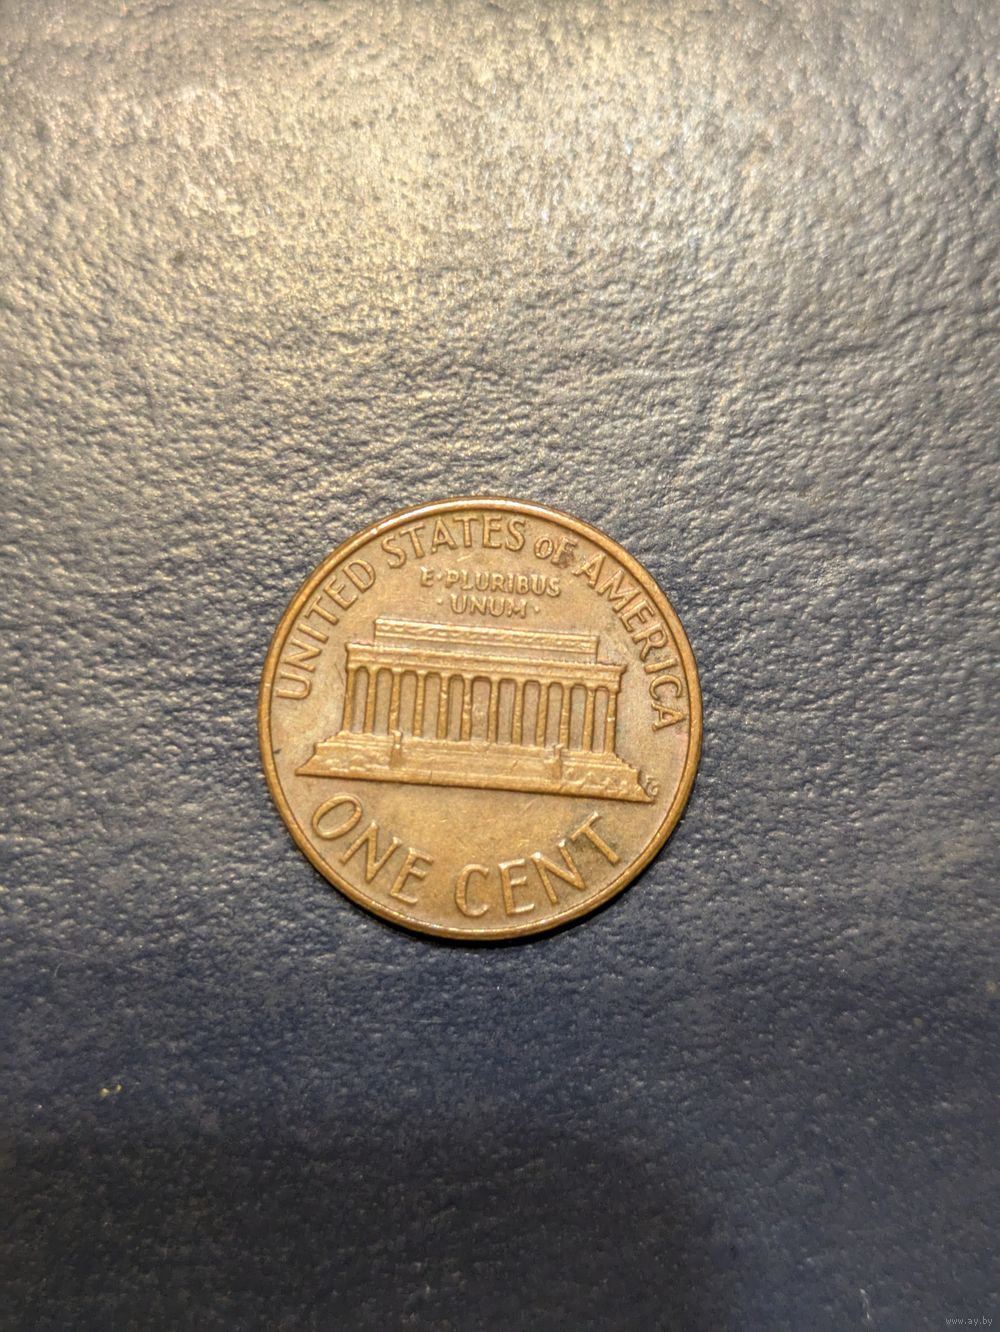 UNITED STATES OF AMERICA
E·PLURIBUS
·UNUM·
ONE CENT
www.ay.by